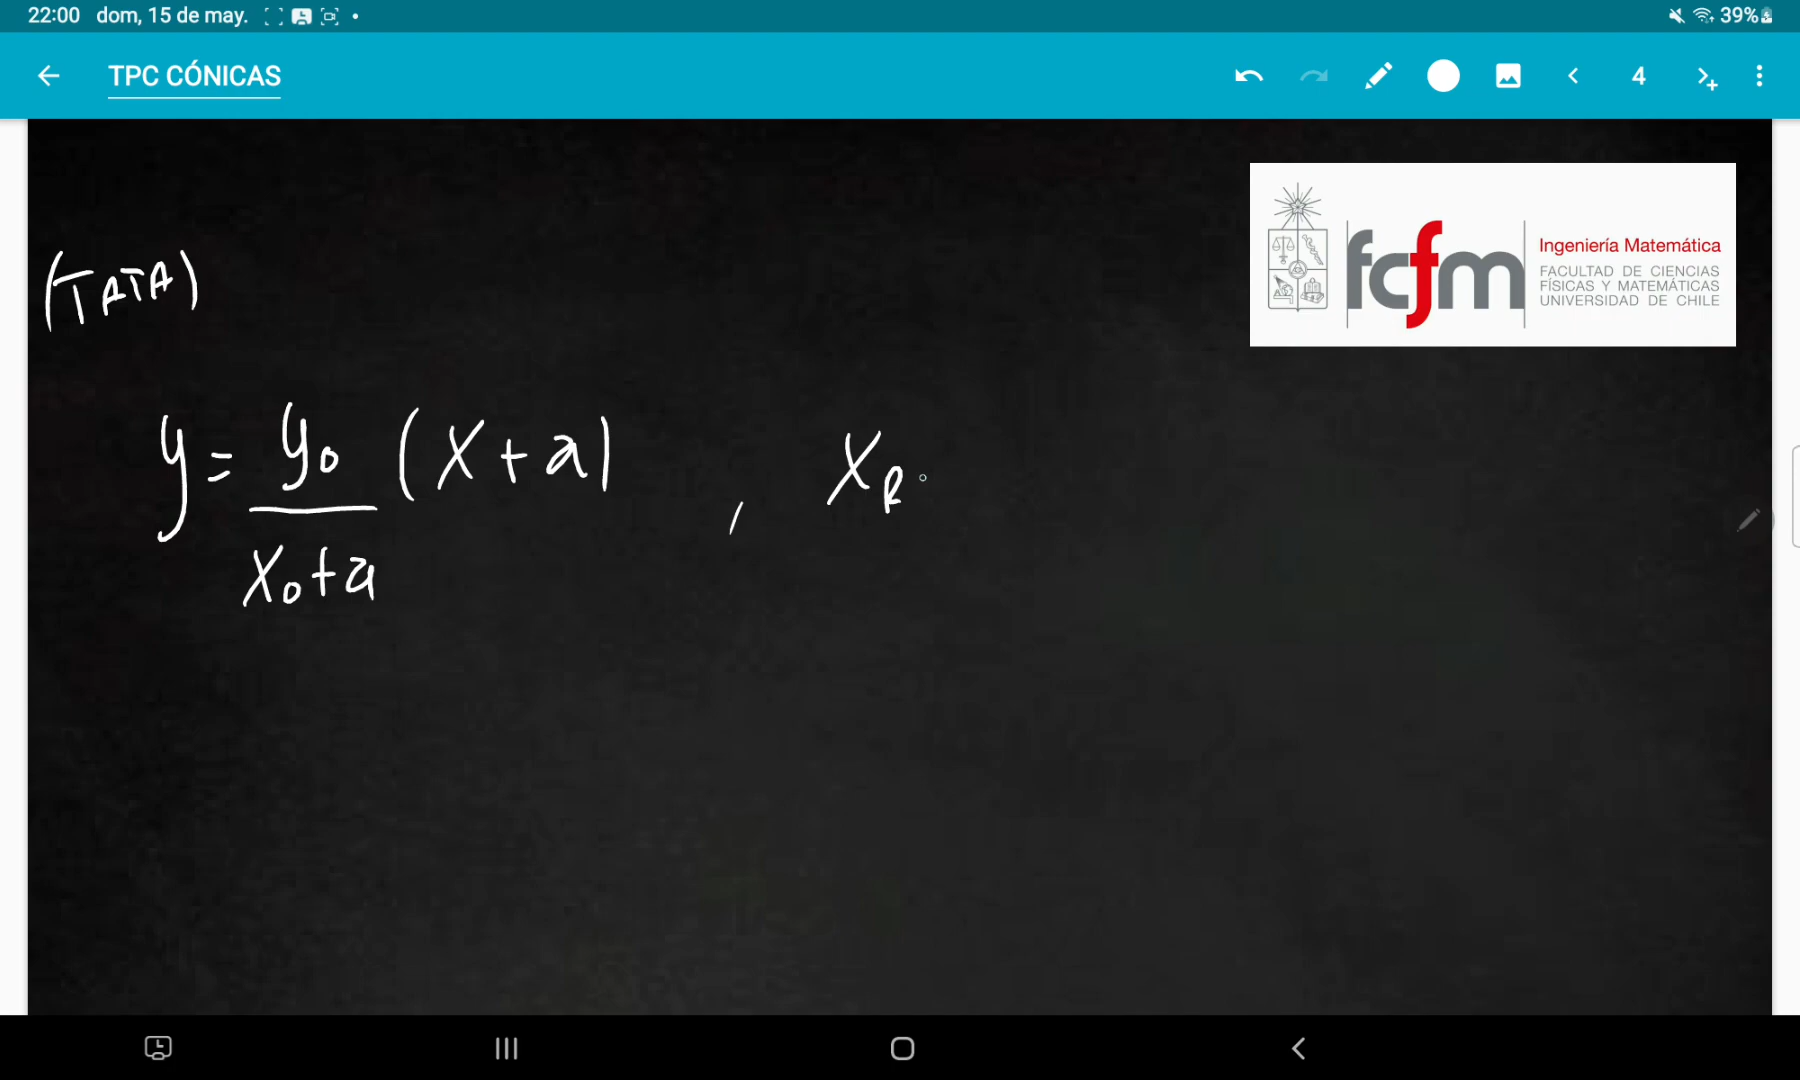 22:00 dom, 15 de may. 39%
TPC CÓNICAS 4
fcfm Ingeniería Matemática
FACULTAD DE CIENCIAS
FÍSICAS Y MATEMÁTICAS
UNIVERSIDAD DE CHILE
(TATA)
y = y₀/(x₀+a) (x+a) , x_R